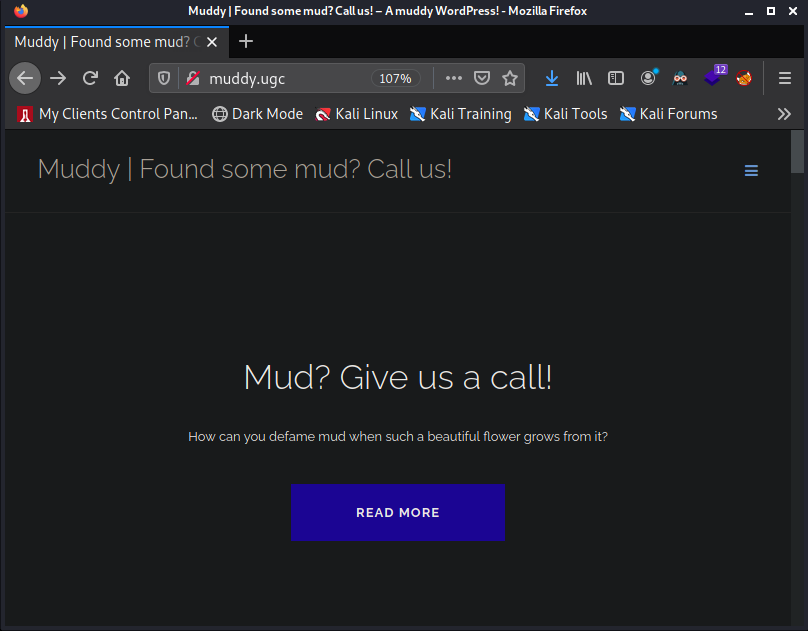 Muddy | Found some mud? Call us! – A muddy WordPress! - Mozilla Firefox
Muddy | Found some mud? C
muddy.ugc
107%
12
My Clients Control Pan...
Dark Mode
Kali Linux
Kali Training
Kali Tools
Kali Forums
Muddy | Found some mud? Call us!
Mud? Give us a call!
How can you defame mud when such a beautiful flower grows from it?
READ MORE